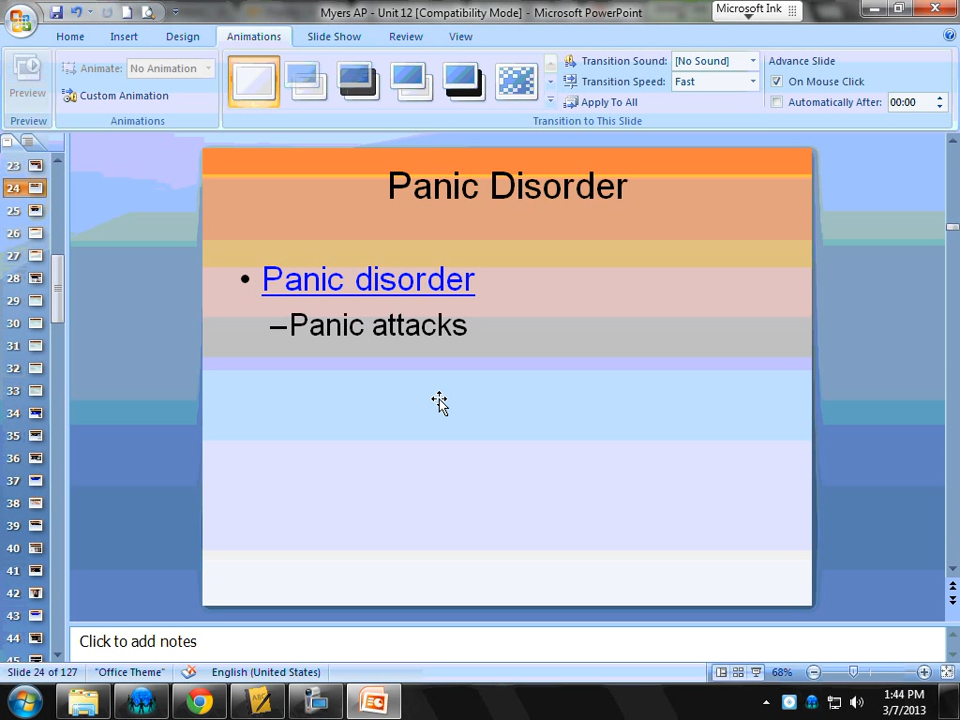 Myers AP - Unit 12 [Compatibility Mode] - Microsoft PowerPoint
Microsoft Ink
Home Insert Design Animations Slide Show Review View
Preview
Animate: No Animation
Custom Animation
Transition Sound: [No Sound]
Transition Speed: Fast
Apply To All
Advance Slide
On Mouse Click
Automatically After: 00:00
Preview Animations Transition to This Slide
23
24
25
26
27
28
29
30
31
32
33
34
35
36
37
38
39
40
41
42
43
44
45
Panic Disorder
• Panic disorder
–Panic attacks
Click to add notes
Slide 24 of 127 "Office Theme" English (United States) 68%
1:44 PM
3/7/2013